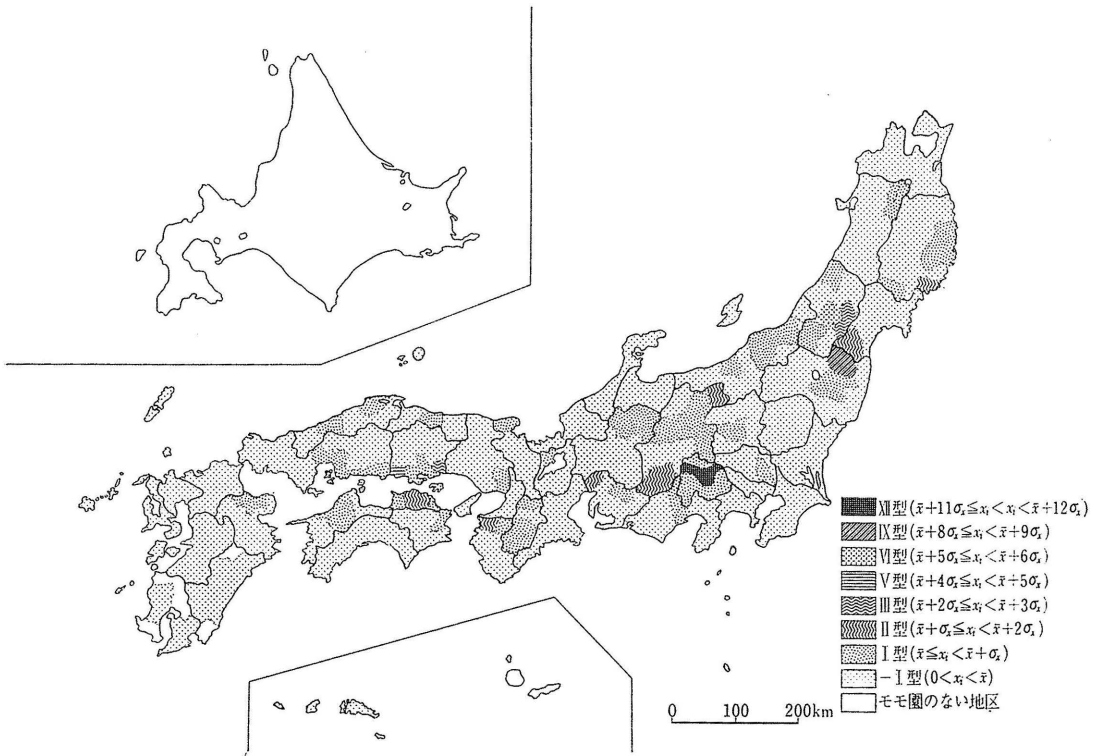 XII型(x̄+11σₓ≦xᵢ<xᵢ<x̄+12σₓ)
IX型(x̄+8σₓ≦xᵢ<x̄+9σₓ)
VI型(x̄+5σₓ≦xᵢ<x̄+6σₓ)
V型(x̄+4σₓ≦xᵢ<x̄+5σₓ)
III型(x̄+2σₓ≦xᵢ<x̄+3σₓ)
II型(x̄+σₓ≦xᵢ<x̄+2σₓ)
I型(x̄≦xᵢ<x̄+σₓ)
-I型(0<xᵢ<x̄)
モモ園のない地区
0 100 200km